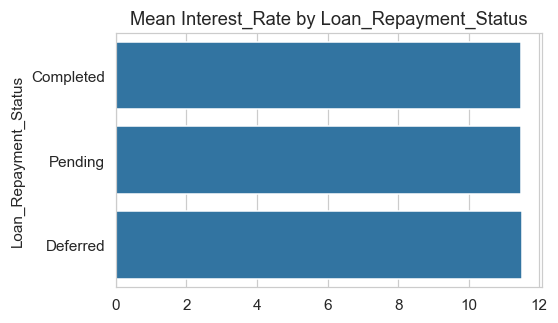 Mean Interest_Rate by Loan_Repayment_Status
Loan_Repayment_Status
Completed
Pending
Deferred
0 2 4 6 8 10 12